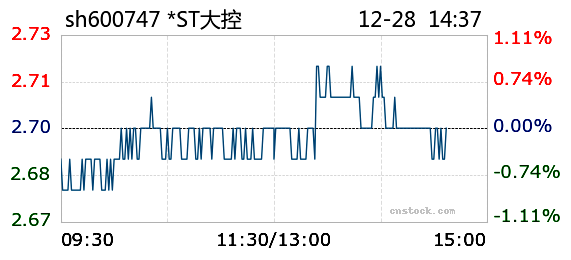 sh600747 *ST大控 12-28 14:37
2.73 1.11%
2.71 0.74%
2.70 0.00%
2.68 -0.74%
2.67 -1.11%
cnstock.com
09:30 11:30/13:00 15:00